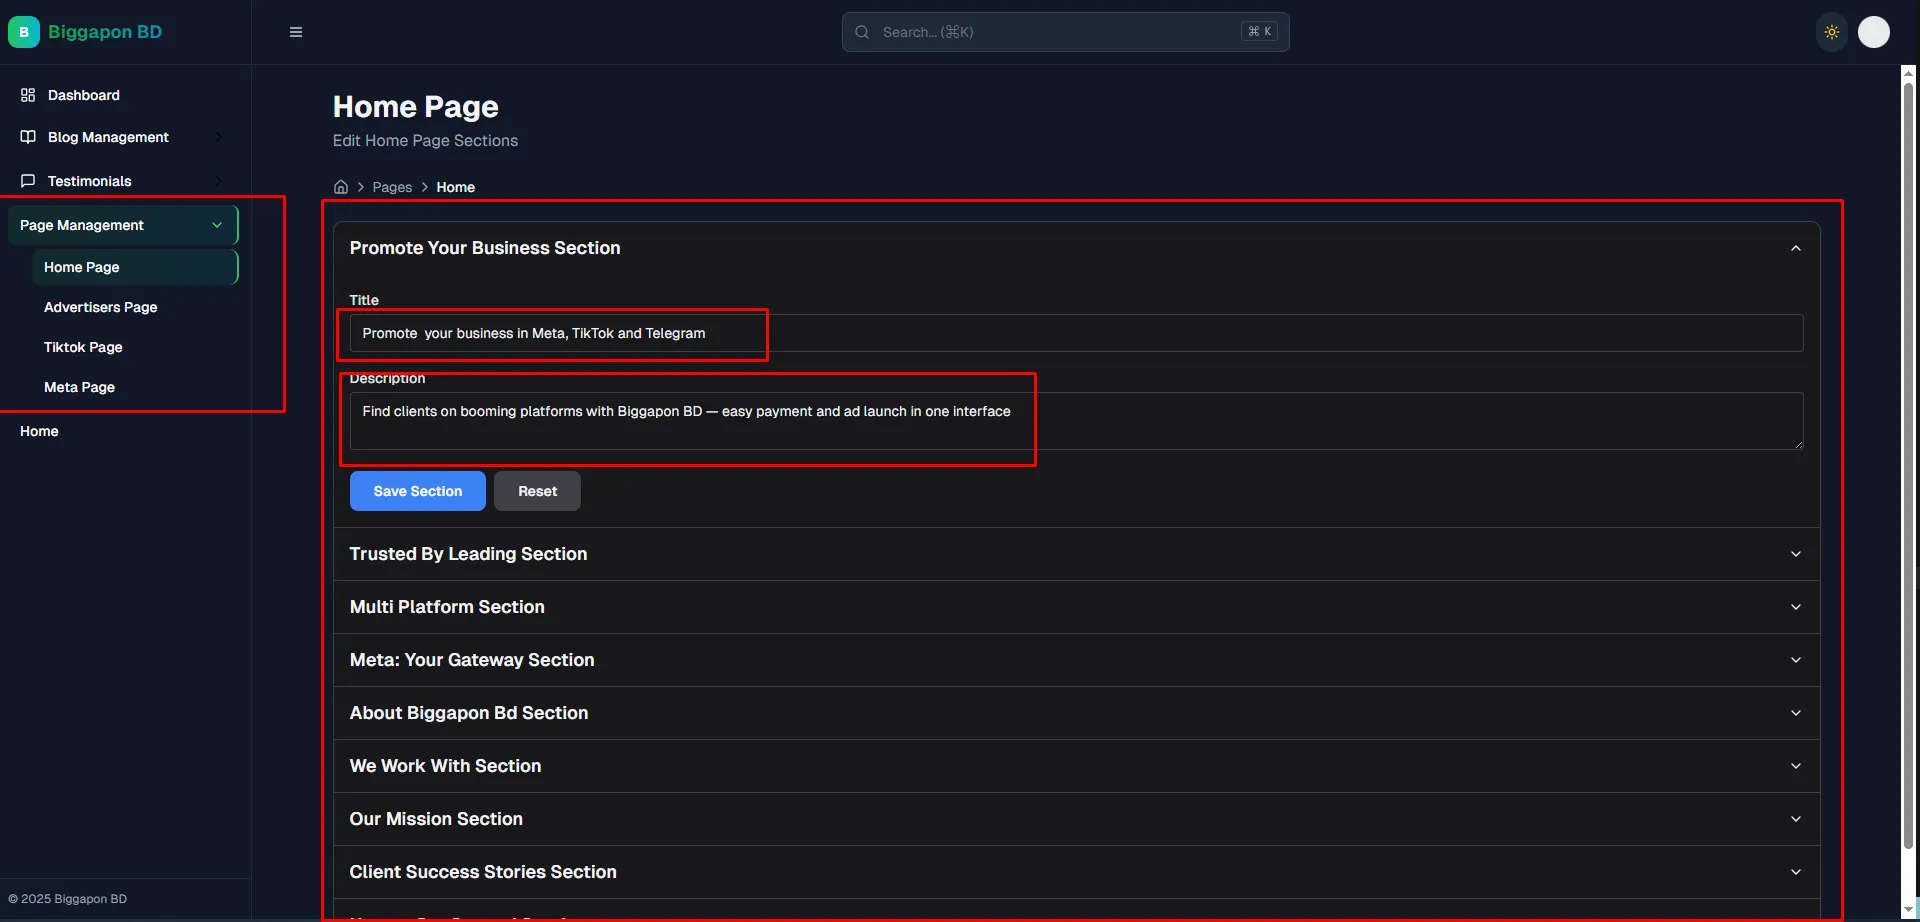 B Biggapon BD
Search... (⌘K)
⌘ K
Dashboard
Blog Management
Testimonials
Page Management
Home Page
Advertisers Page
Tiktok Page
Meta Page
Home
© 2025 Biggapon BD
Home Page
Edit Home Page Sections
Pages
Home
Promote Your Business Section
Title
Promote  your business in Meta, TikTok and Telegram
Description
Find clients on booming platforms with Biggapon BD — easy payment and ad launch in one interface
Save Section
Reset
Trusted By Leading Section
Multi Platform Section
Meta: Your Gateway Section
About Biggapon Bd Section
We Work With Section
Our Mission Section
Client Success Stories Section